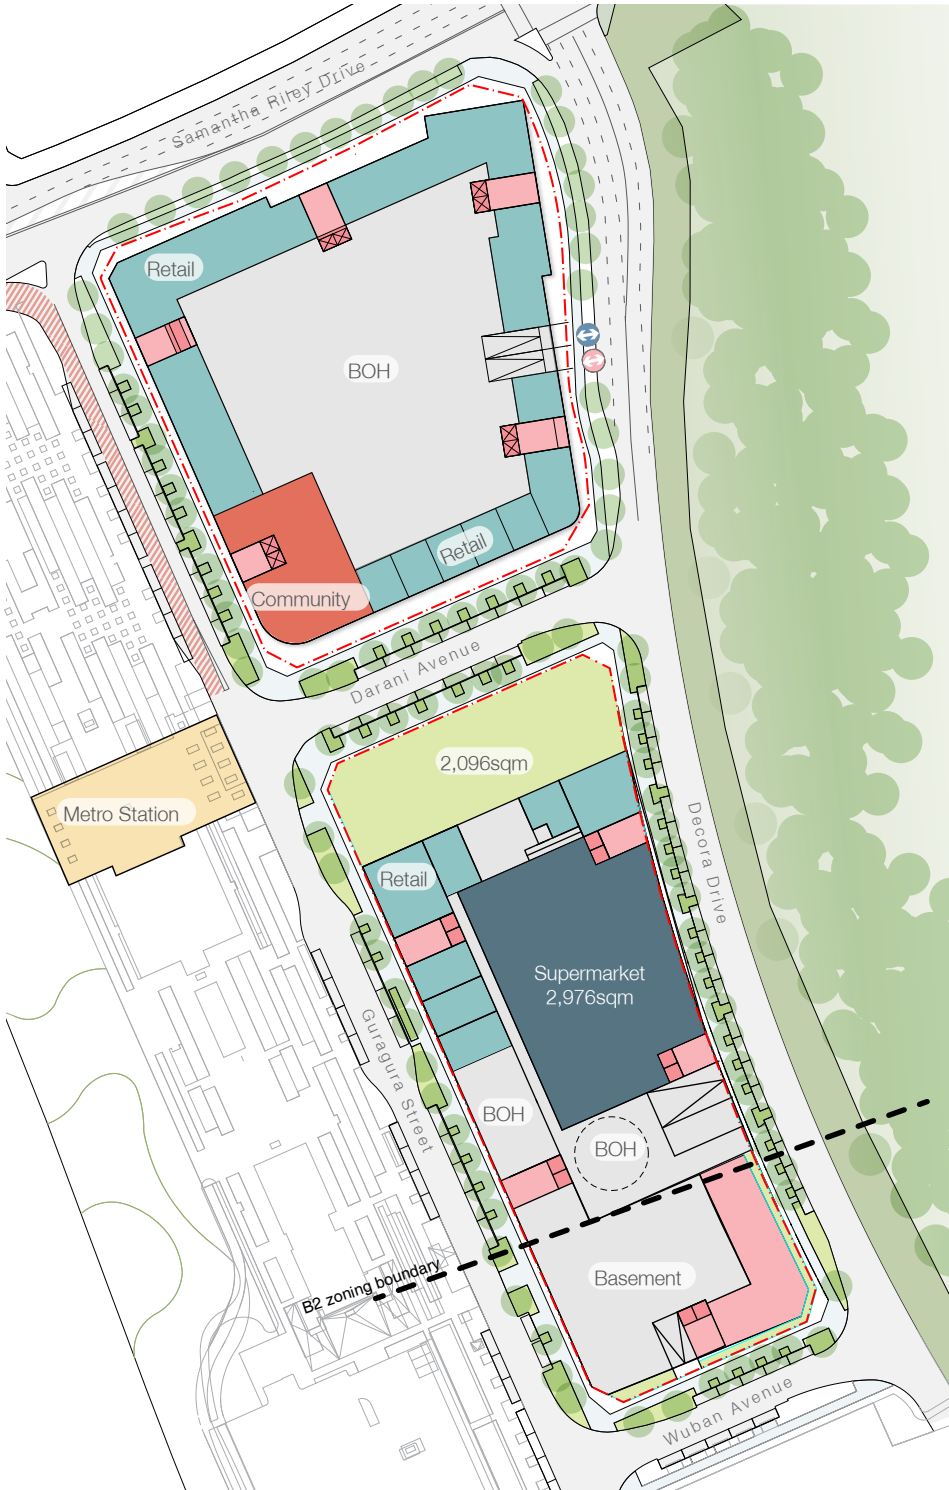 Samantha Riley Drive
Retail
BOH
Retail
Community
Darani Avenue
2,096sqm
Metro Station
Decora Drive
Retail
Supermarket
2,976sqm
Guragura Street
BOH
BOH
B2 zoning boundary
Basement
Wuban Avenue